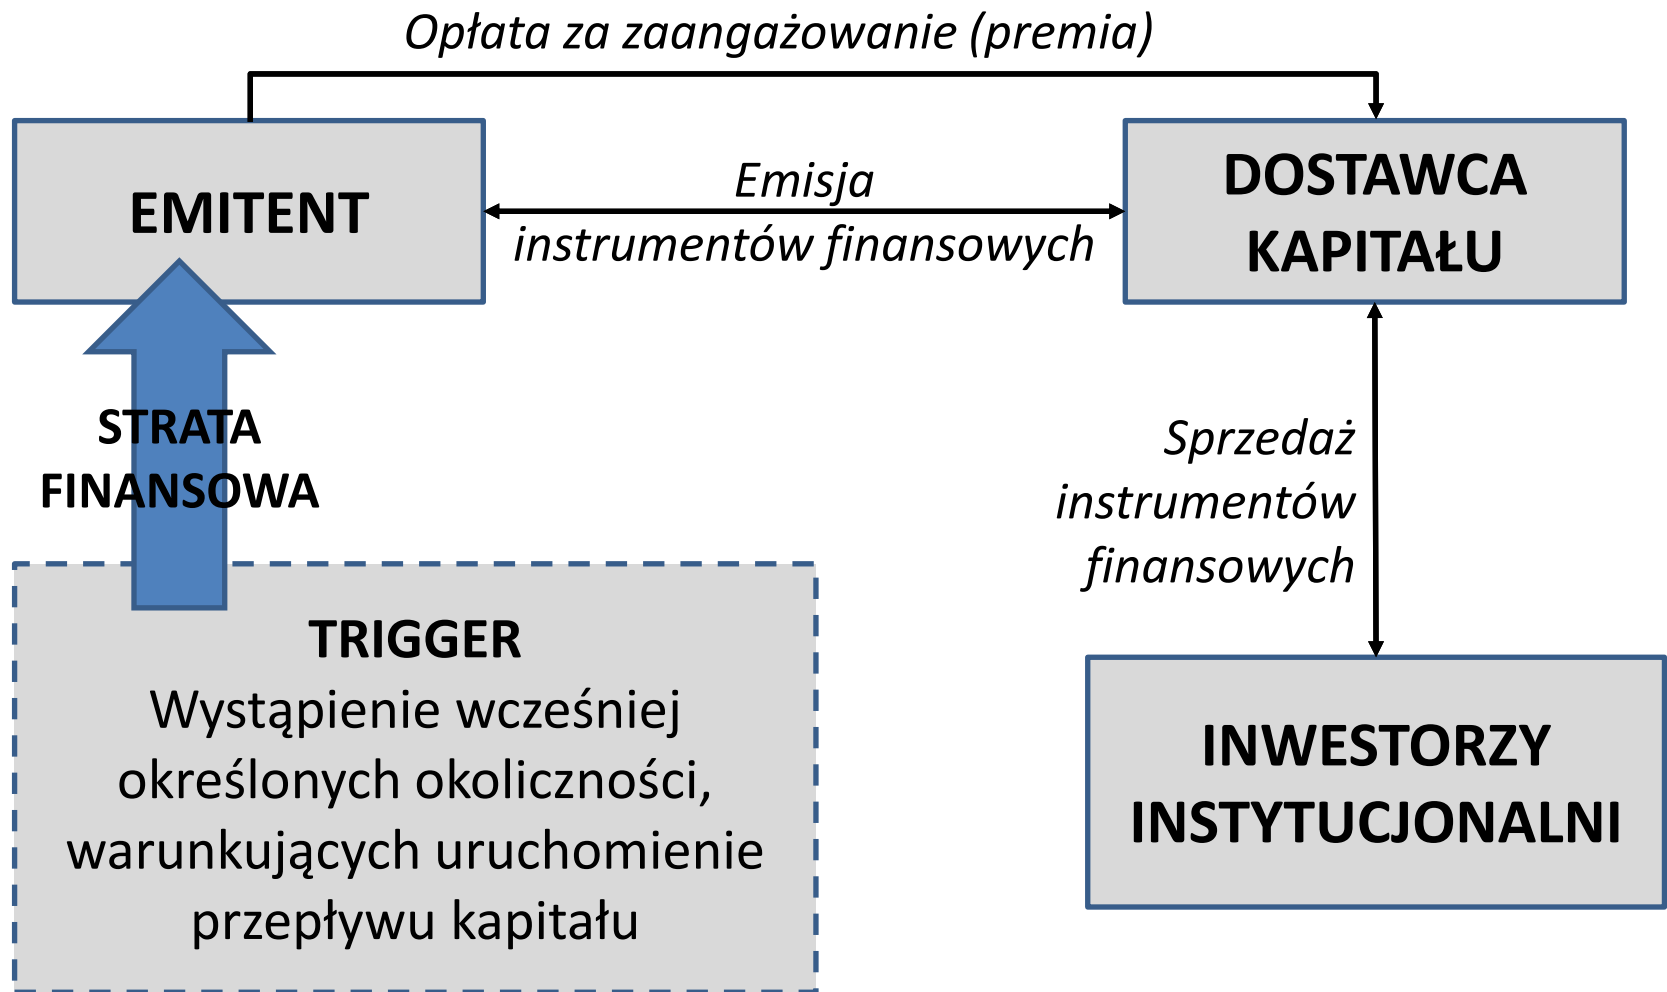 Opłata za zaangażowanie (premia)
EMITENT
Emisja
instrumentów finansowych
DOSTAWCA
KAPITAŁU
STRATA
FINANSOWA
Sprzedaż
instrumentów
finansowych
TRIGGER
Wystąpienie wcześniej
określonych okoliczności,
warunkujących uruchomienie
przepływu kapitału
INWESTORZY
INSTYTUCJONALNI